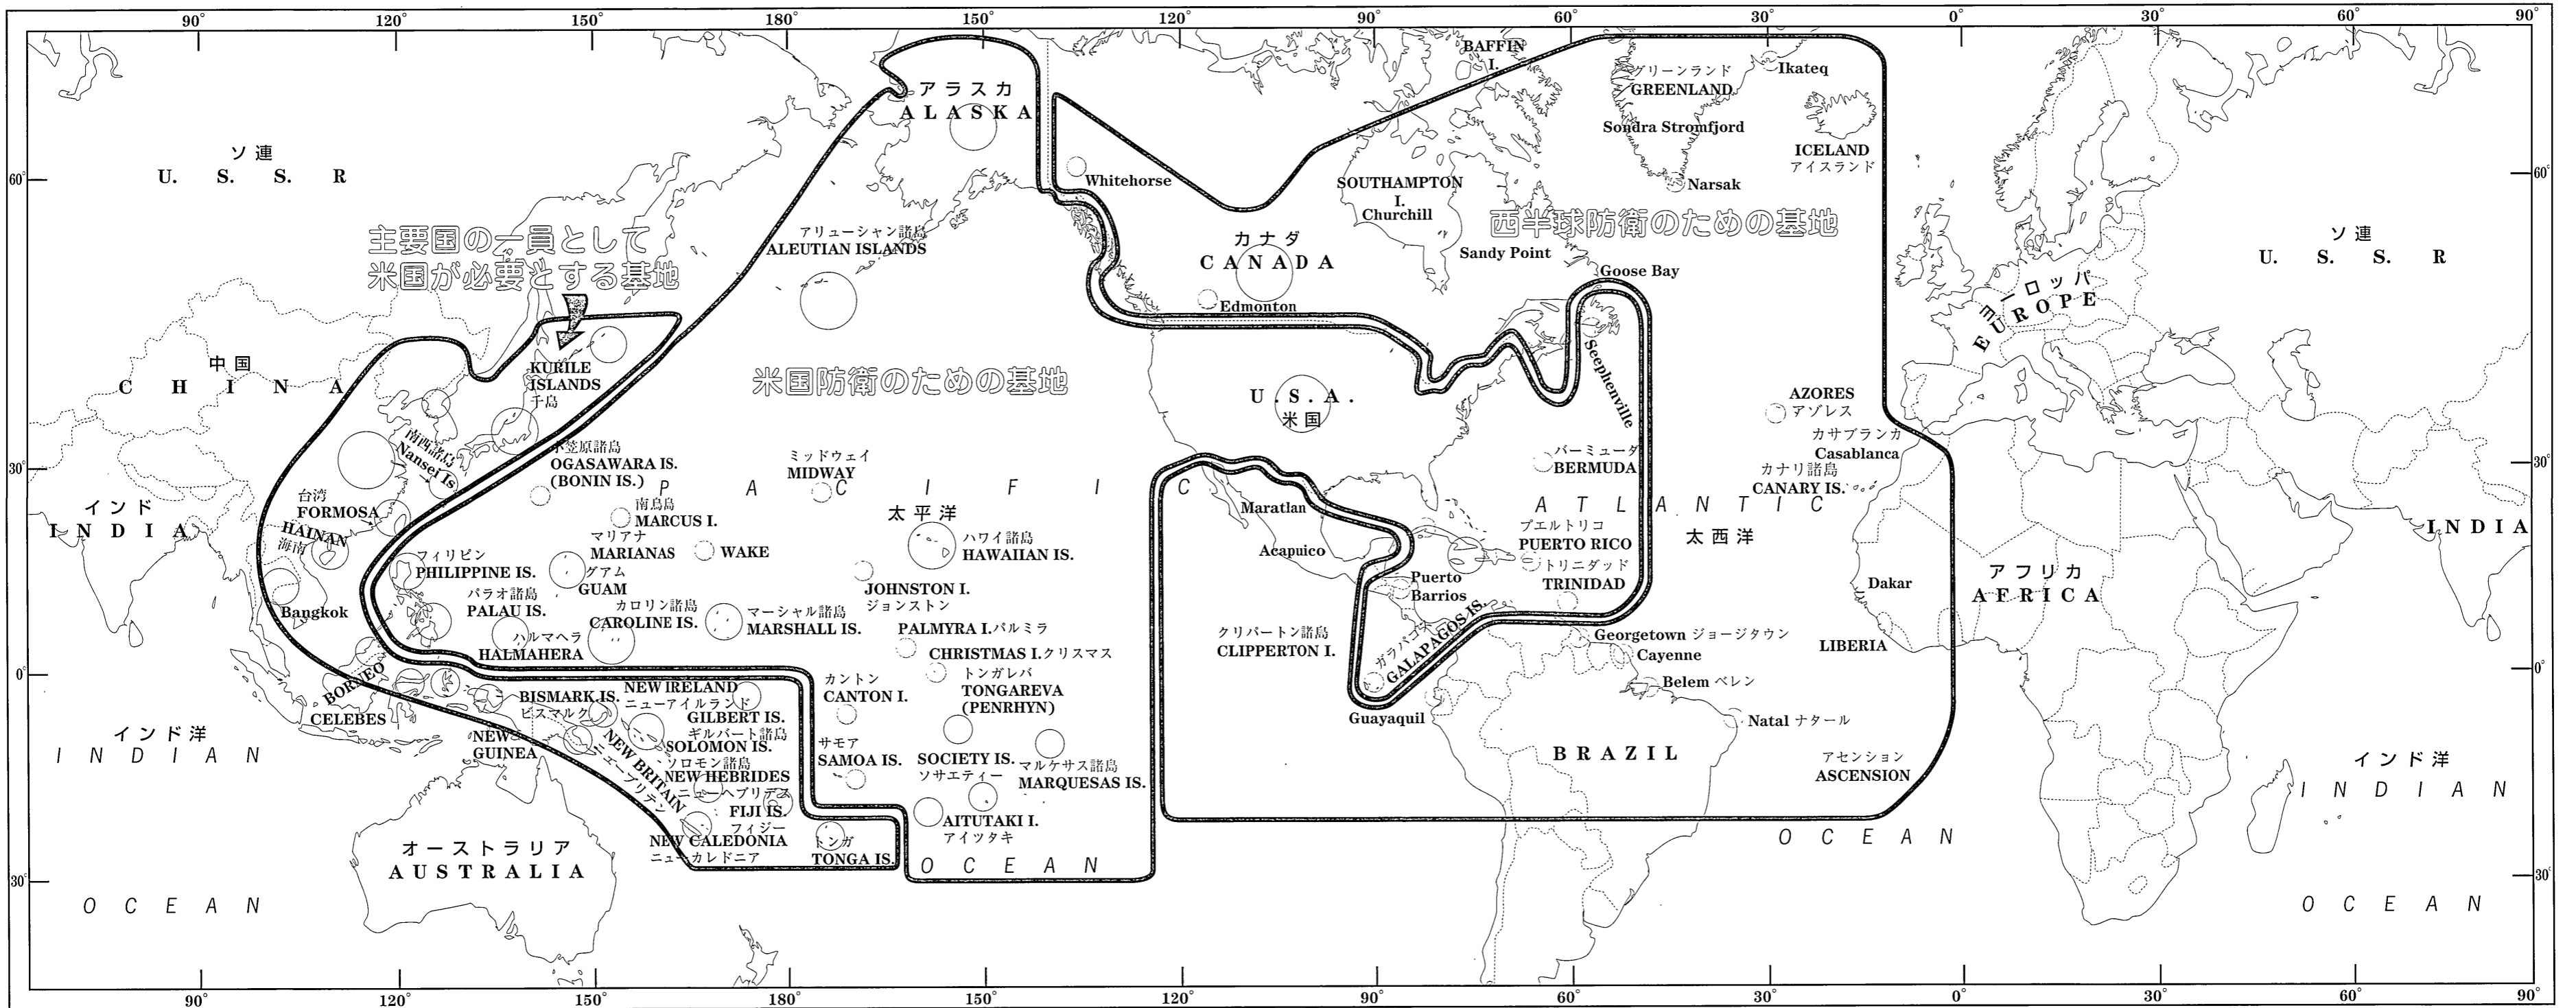 90° 120° 150° 180° 150° 120° 90° 60° 30° 0° 30° 60° 90°
60°
30°
0°
30°
60°
30°
0°
30°
ソ連
U. S. S. R
主要国の一員として
米国が必要とする基地
中国
CHINA
インド
INDIA
インド洋
INDIAN
OCEAN
アラスカ
ALASKA
アリューシャン諸島
ALEUTIAN ISLANDS
KURILE
ISLANDS
千島
南西諸島
Nansei Is
台湾
FORMOSA
HAINAN
海南
Bangkok
BORNEO
CELEBES
米国防衛のための基地
小笠原諸島
OGASAWARA IS.
(BONIN IS.)
南鳥島
MARCUS I.
マリアナ
MARIANAS
WAKE
グアム
GUAM
フィリピン
PHILIPPINE IS.
パラオ諸島
PALAU IS.
カロリン諸島
CAROLINE IS.
マーシャル諸島
MARSHALL IS.
ハルマヘラ
HALMAHERA
ミッドウェイ
MIDWAY
PACIFIC
太平洋
ハワイ諸島
HAWAIIAN IS.
JOHNSTON I.
ジョンストン
PALMYRA I.パルミラ
CHRISTMAS I.クリスマス
カントン
CANTON I.
トンガレバ
TONGAREVA
(PENRHYN)
サモア
SAMOA IS.
SOCIETY IS.
ソサエティー
マルケサス諸島
MARQUESAS IS.
AITUTAKI I.
アイツタキ
OCEAN
BISMARK IS.
ビスマルク
NEW IRELAND
ニューアイルランド
GILBERT IS.
ギルバート諸島
SOLOMON IS.
ソロモン諸島
NEW HEBRIDES
ニューヘブリデス
FIJI IS.
フィジー
NEW CALEDONIA
ニューカレドニア
トンガ
TONGA IS.
NEW
GUINEA
NEW BRITAIN
ニューブリテン
オーストラリア
AUSTRALIA
Whitehorse
カナダ
CANADA
Edmonton
BAFFIN
I.
SOUTHAMPTON
I.
Churchill
グリーンランド
GREENLAND
Ikateq
Sondra Stromfjord
Narsak
ICELAND
アイスランド
西半球防衛のための基地
Sandy Point
Goose Bay
Seephenville
U.S.A.
米国
バーミューダ
BERMUDA
AZORES
アゾレス
カサブランカ
Casablanca
カナリ諸島
CANARY IS.
ATLANTIC
太西洋
Maratlan
Acapuico
プエルトリコ
PUERTO RICO
トリニダッド
TRINIDAD
Puerto
Barrios
クリパートン諸島
CLIPPERTON I.
ガラパゴス
GALAPAGOS IS.
Guayaquil
Georgetown ジョージタウン
Cayenne
Belem ベレン
Natal ナタール
BRAZIL
アセンション
ASCENSION
OCEAN
Dakar
LIBERIA
アフリカ
AFRICA
ヨーロッパ
EUROPE
ソ連
U. S. S. R
INDIA
インド洋
INDIAN
OCEAN
90° 120° 150° 180° 150° 120° 90° 60° 30° 0° 30° 60° 90°